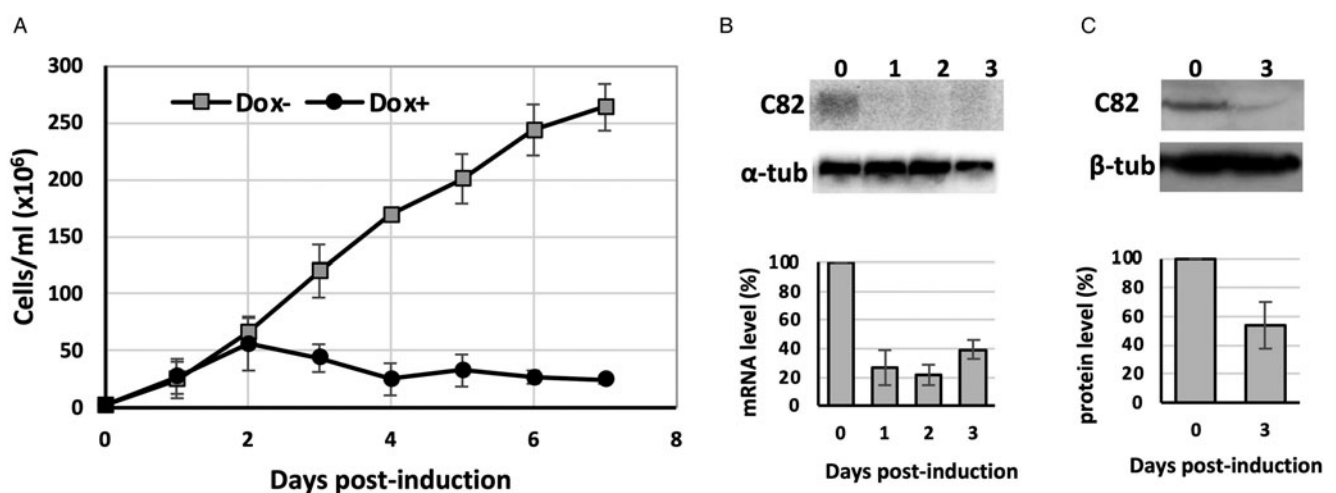 A
300
250
200
150
100
50
0
0 2 4 6 8
Cells/ml (x10⁶)
Days post-induction
Dox- Dox+
B
0 1 2 3
C82
α-tub
100
80
60
40
20
0
0 1 2 3
mRNA level (%)
Days post-induction
C
0 3
C82
β-tub
100
80
60
40
20
0
0 3
protein level (%)
Days post-induction